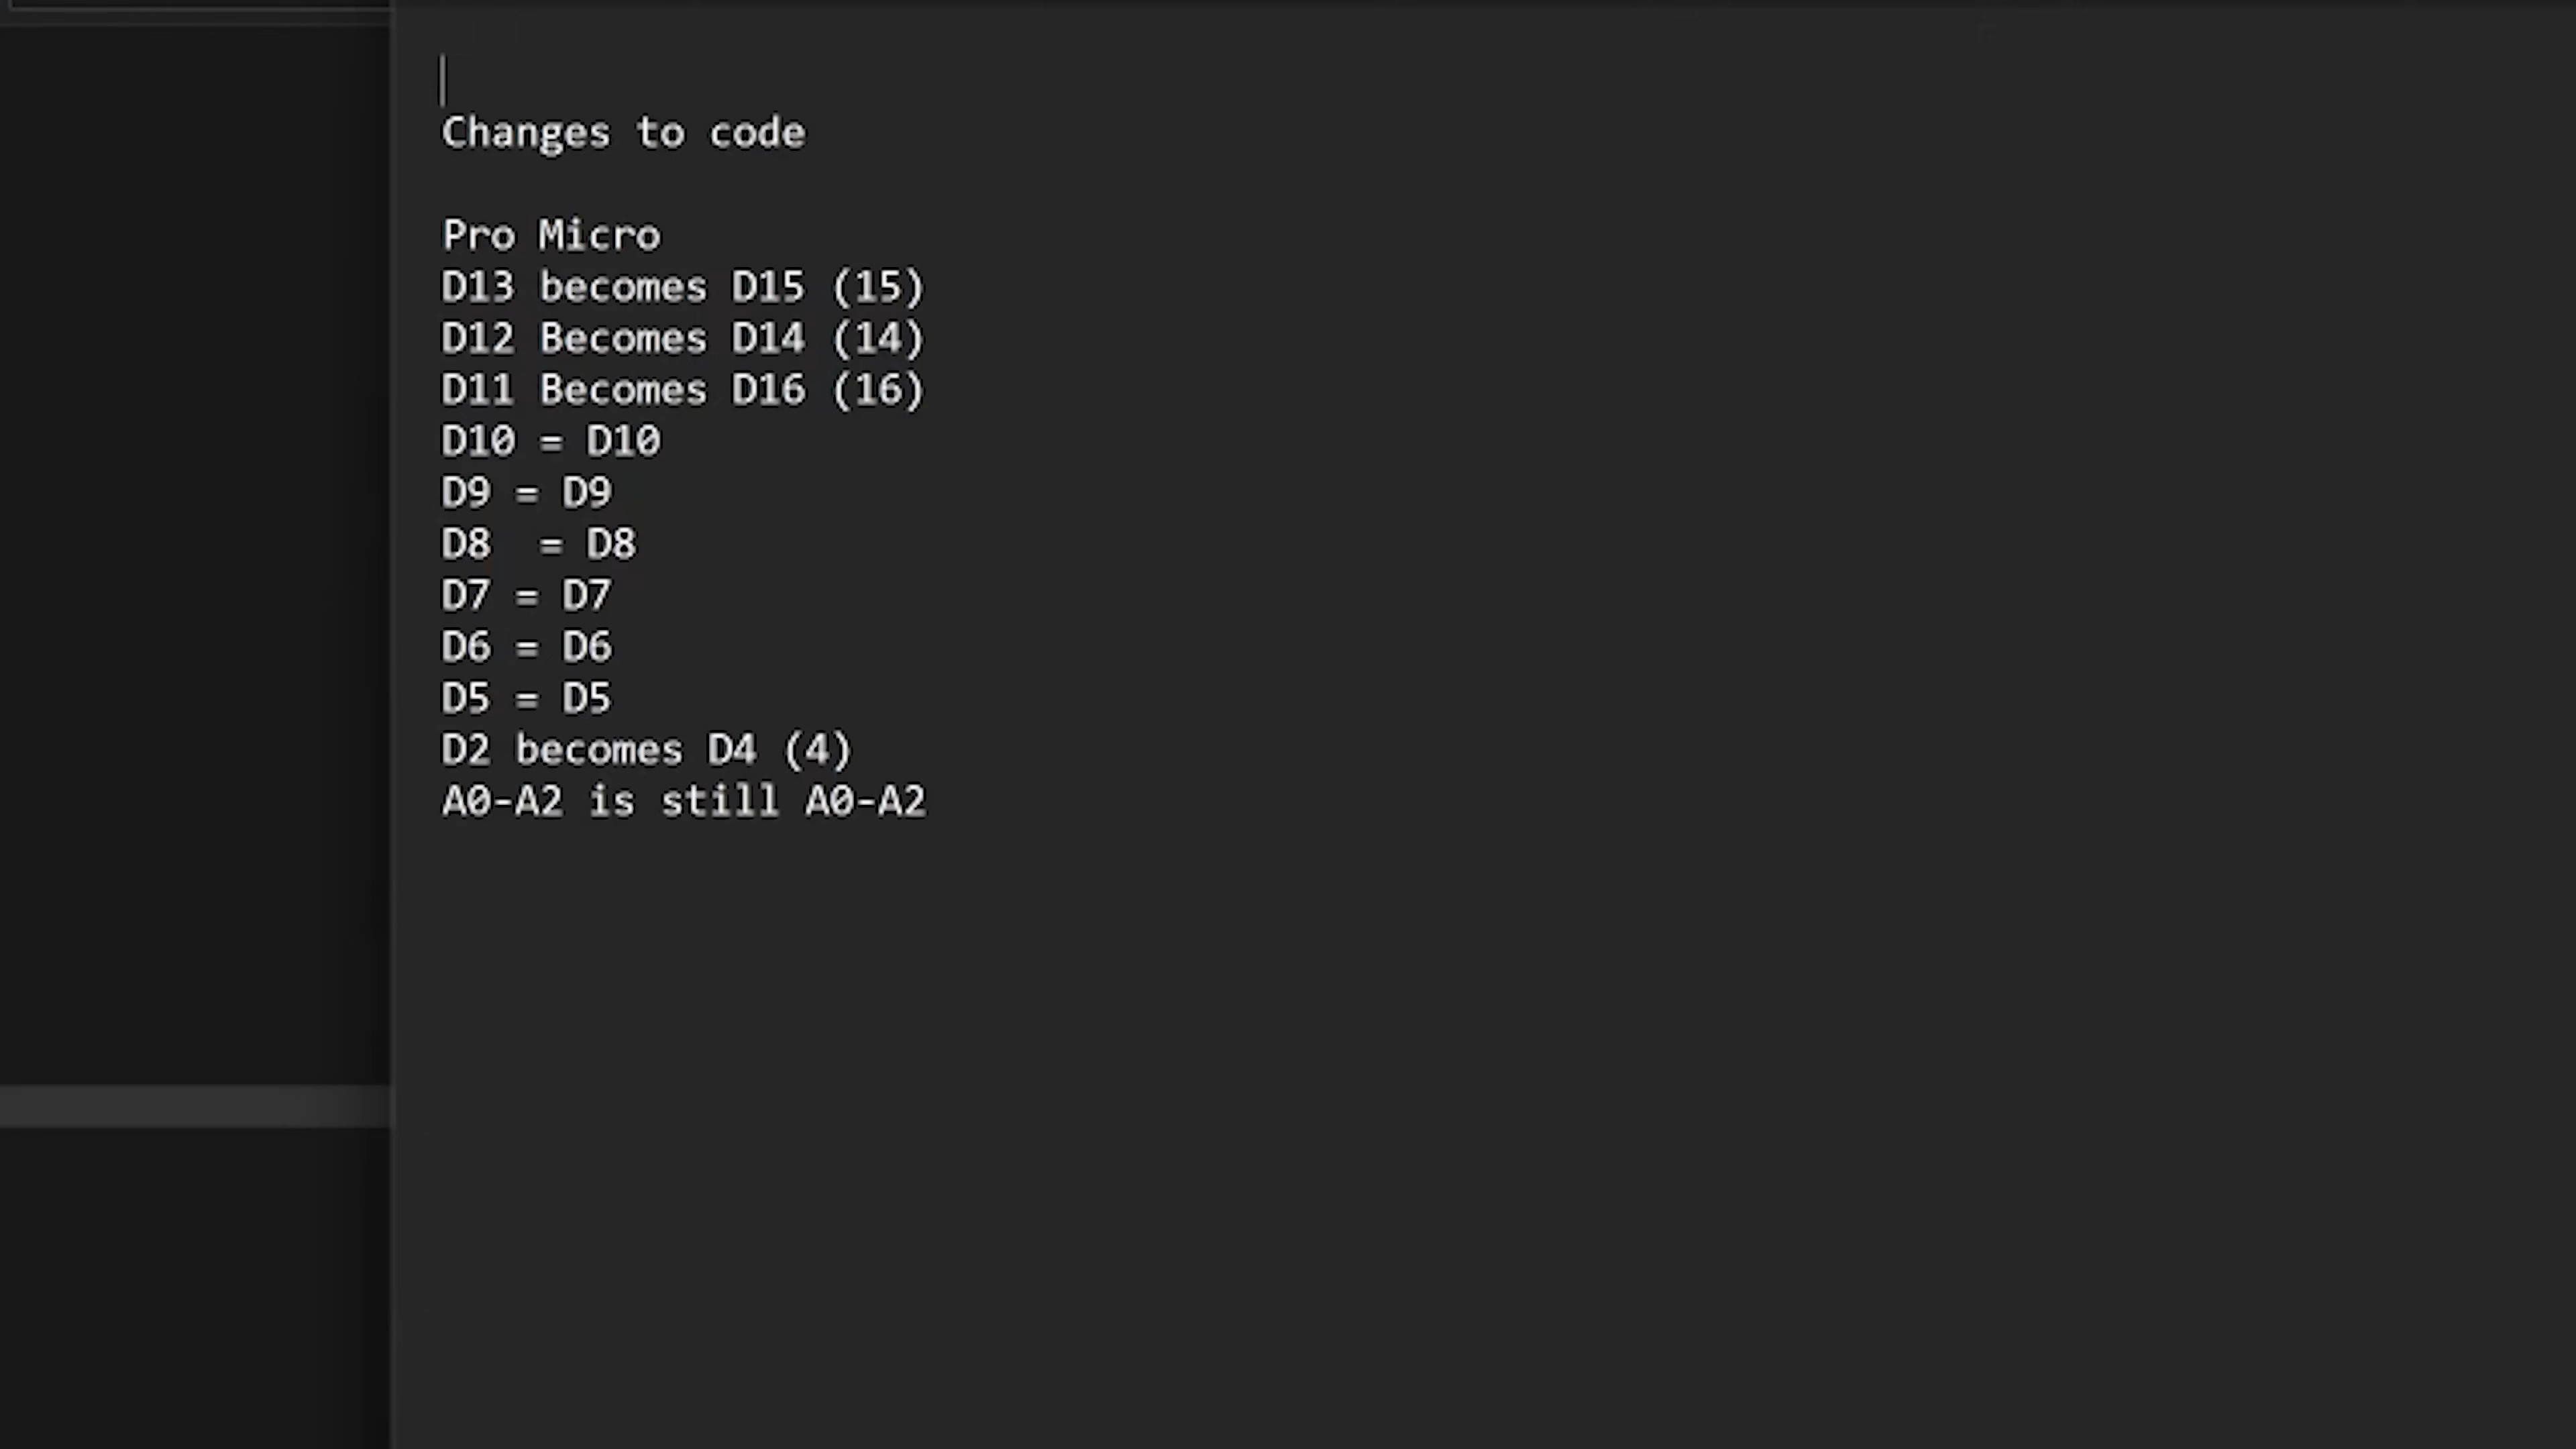 Changes to code
Pro Micro
D13 becomes D15 (15)
D12 Becomes D14 (14)
D11 Becomes D16 (16)
D10 = D10
D9 = D9
D8  = D8
D7 = D7
D6 = D6
D5 = D5
D2 becomes D4 (4)
A0-A2 is still A0-A2